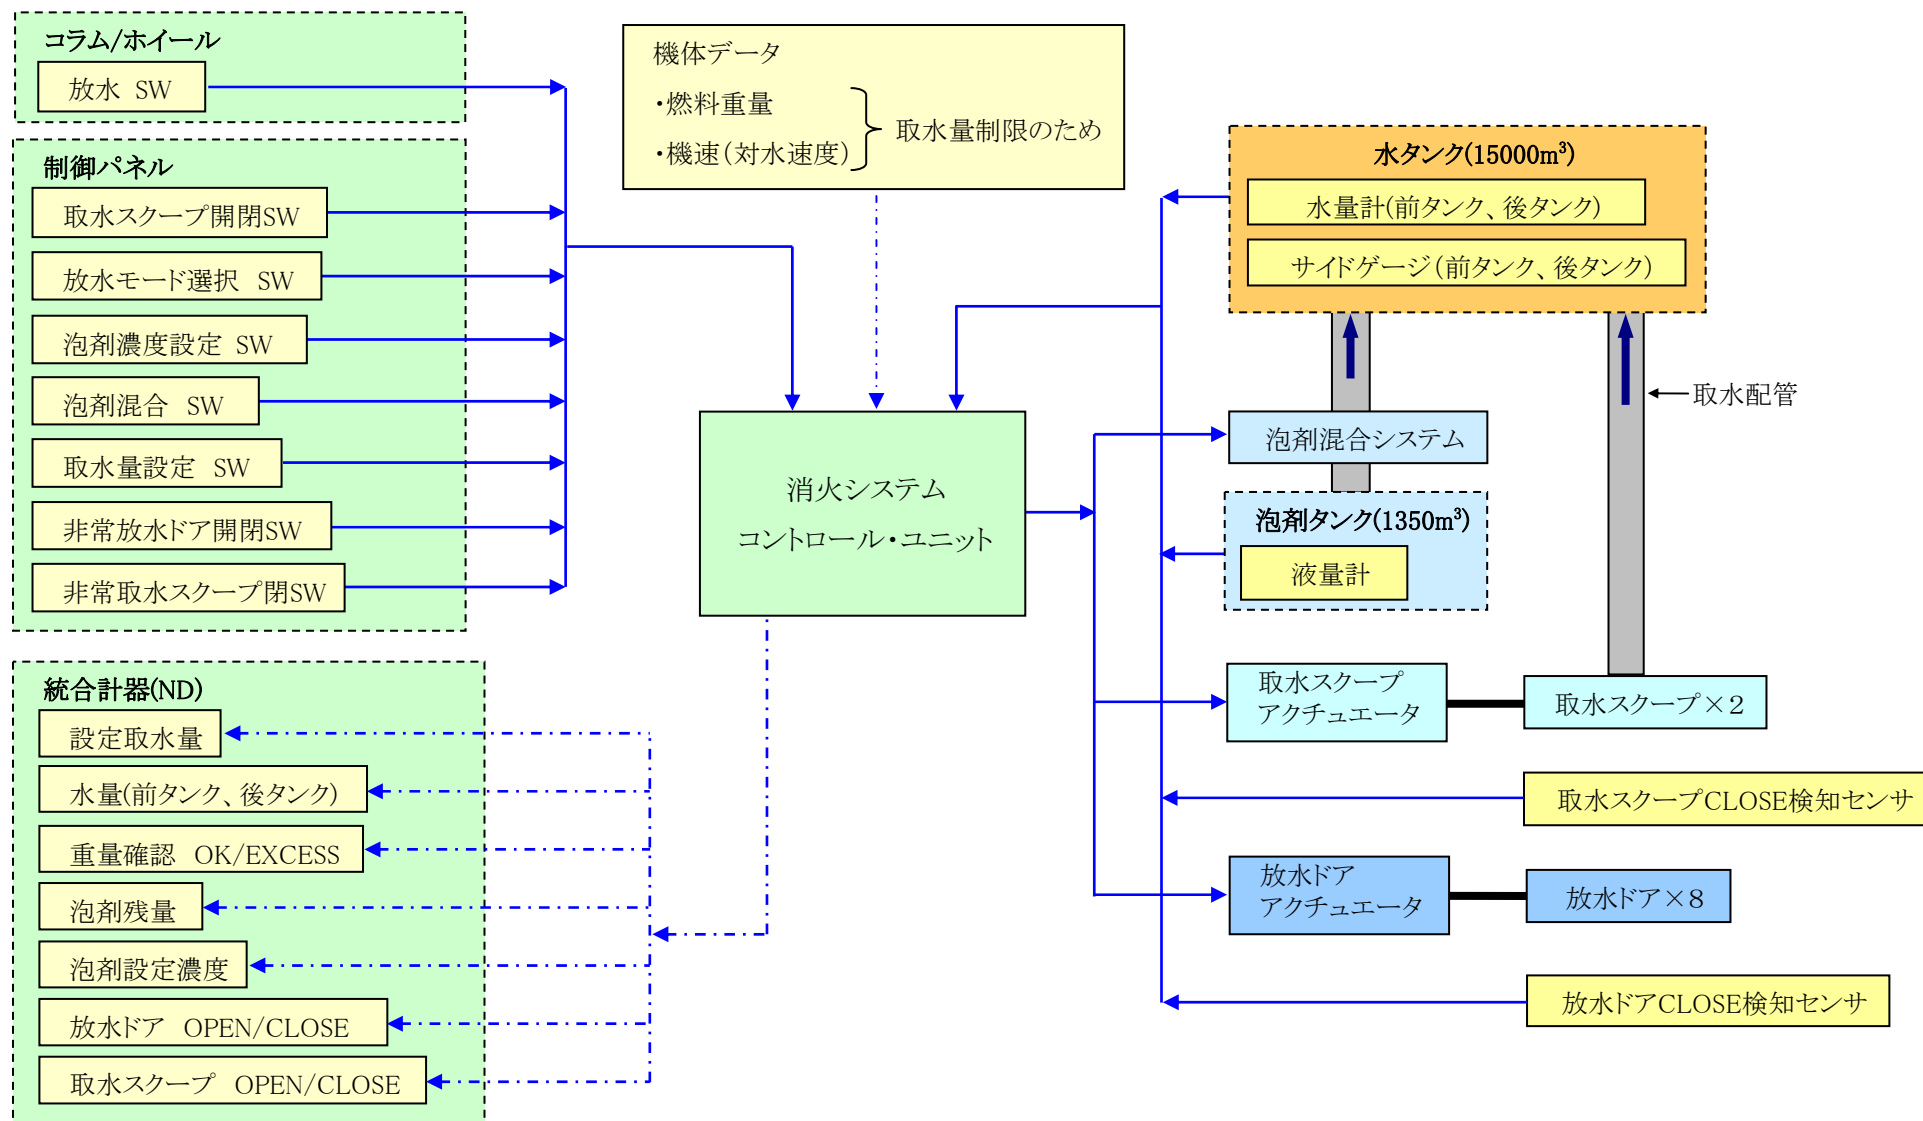 コラム/ホイール
放水 SW
制御パネル
取水スクープ開閉SW
放水モード選択 SW
泡剤濃度設定 SW
泡剤混合 SW
取水量設定 SW
非常放水ドア開閉SW
非常取水スクープ閉SW
統合計器(ND)
設定取水量
水量(前タンク、後タンク)
重量確認 OK/EXCESS
泡剤残量
泡剤設定濃度
放水ドア OPEN/CLOSE
取水スクープ OPEN/CLOSE
機体データ
・燃料重量
・機速(対水速度)
取水量制限のため
消火システム
コントロール・ユニット
水タンク(15000m³)
水量計(前タンク、後タンク)
サイドゲージ(前タンク、後タンク)
取水配管
泡剤混合システム
泡剤タンク(1350m³)
液量計
取水スクープ
アクチュエータ
取水スクープ×2
取水スクープCLOSE検知センサ
放水ドア
アクチュエータ
放水ドア×8
放水ドアCLOSE検知センサ